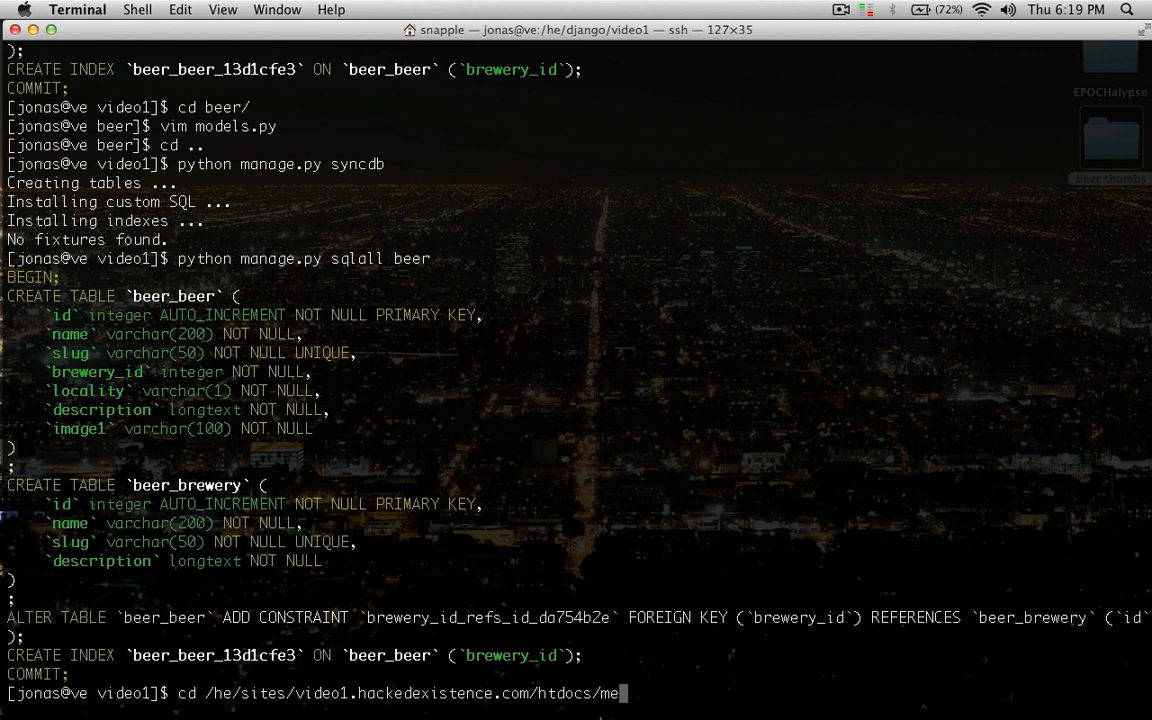 Terminal Shell Edit View Window Help (72%) Thu 6:19 PM
snapple — jonas@ve:/he/django/video1 — ssh — 127×35
);
CREATE INDEX `beer_beer_13d1cfe3` ON `beer_beer` (`brewery_id`);
COMMIT;
[jonas@ve video1]$ cd beer/
[jonas@ve beer]$ vim models.py
[jonas@ve beer]$ cd ..
[jonas@ve video1]$ python manage.py syncdb
Creating tables ...
Installing custom SQL ...
Installing indexes ...
No fixtures found.
[jonas@ve video1]$ python manage.py sqlall beer
BEGIN;
CREATE TABLE `beer_beer` (
    `id` integer AUTO_INCREMENT NOT NULL PRIMARY KEY,
    `name` varchar(200) NOT NULL,
    `slug` varchar(50) NOT NULL UNIQUE,
    `brewery_id` integer NOT NULL,
    `locality` varchar(1) NOT NULL,
    `description` longtext NOT NULL,
    `image1` varchar(100) NOT NULL
)
;
CREATE TABLE `beer_brewery` (
    `id` integer AUTO_INCREMENT NOT NULL PRIMARY KEY,
    `name` varchar(200) NOT NULL,
    `slug` varchar(50) NOT NULL UNIQUE,
    `description` longtext NOT NULL
)
;
ALTER TABLE `beer_beer` ADD CONSTRAINT `brewery_id_refs_id_da754b2e` FOREIGN KEY (`brewery_id`) REFERENCES `beer_brewery` (`id`
);
CREATE INDEX `beer_beer_13d1cfe3` ON `beer_beer` (`brewery_id`);
COMMIT;
[jonas@ve video1]$ cd /he/sites/video1.hackedexistence.com/htdocs/me
EPOCHalypse
beer thumbs